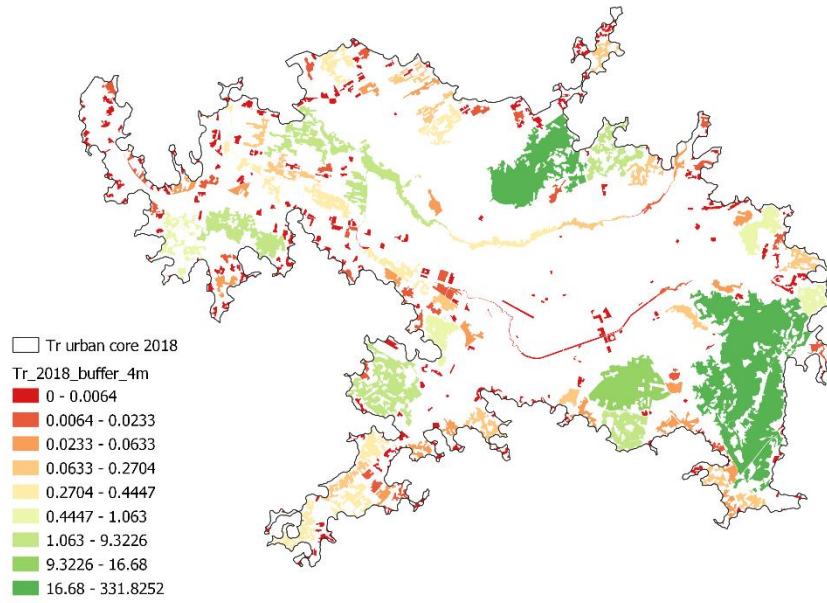 Tr urban core 2018
Tr_2018_buffer_4m
0 - 0.0064
0.0064 - 0.0233
0.0233 - 0.0633
0.0633 - 0.2704
0.2704 - 0.4447
0.4447 - 1.063
1.063 - 9.3226
9.3226 - 16.68
16.68 - 331.8252